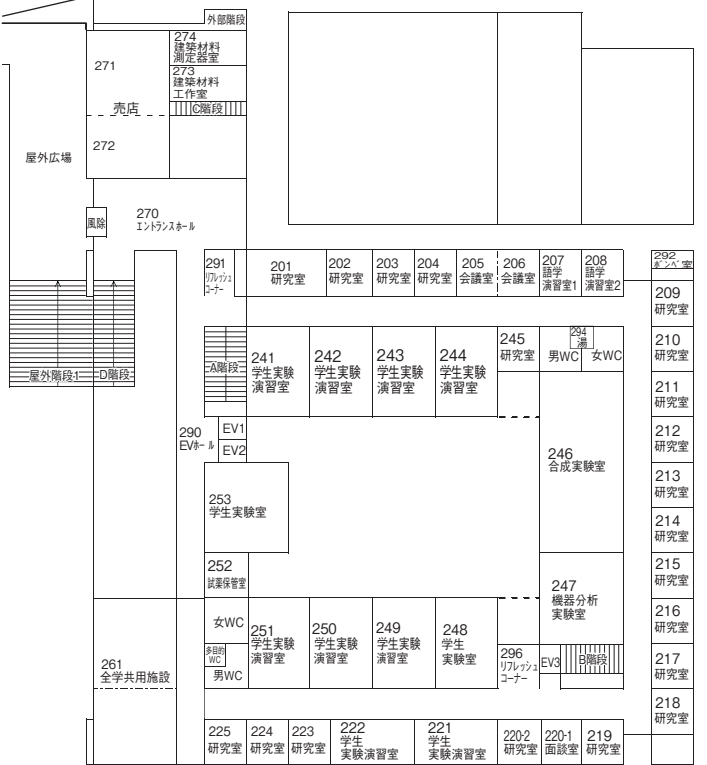 外部階段
274
建築材料
測定器室
271
273
建築材料
工作室
C階段
売店
272
屋外広場
風除
270
エントランスホール
291
リフレッシュ
コーナー
201
研究室
202
研究室
203
研究室
204
研究室
205
会議室
206
会議室
207
語学
演習室1
208
語学
演習室2
292
ボンベ室
209
研究室
屋外階段1
D階段
A階段
241
学生実験
演習室
242
学生実験
演習室
243
学生実験
演習室
244
学生実験
演習室
245
研究室
294
湯
男WC
女WC
210
研究室
211
研究室
290
EVホール
EV1
EV2
212
研究室
246
合成実験室
213
研究室
253
学生実験室
214
研究室
252
試薬保管室
215
研究室
247
機器分析
実験室
216
研究室
女WC
多目的
WC
男WC
251
学生実験
演習室
250
学生実験
演習室
249
学生実験
演習室
248
学生
実験室
296
リフレッシュ
コーナー
EV3
B階段
217
研究室
261
全学共用施設
218
研究室
225
研究室
224
研究室
223
研究室
222
学生
実験演習室
221
学生
実験演習室
220-2
研究室
220-1
面談室
219
研究室